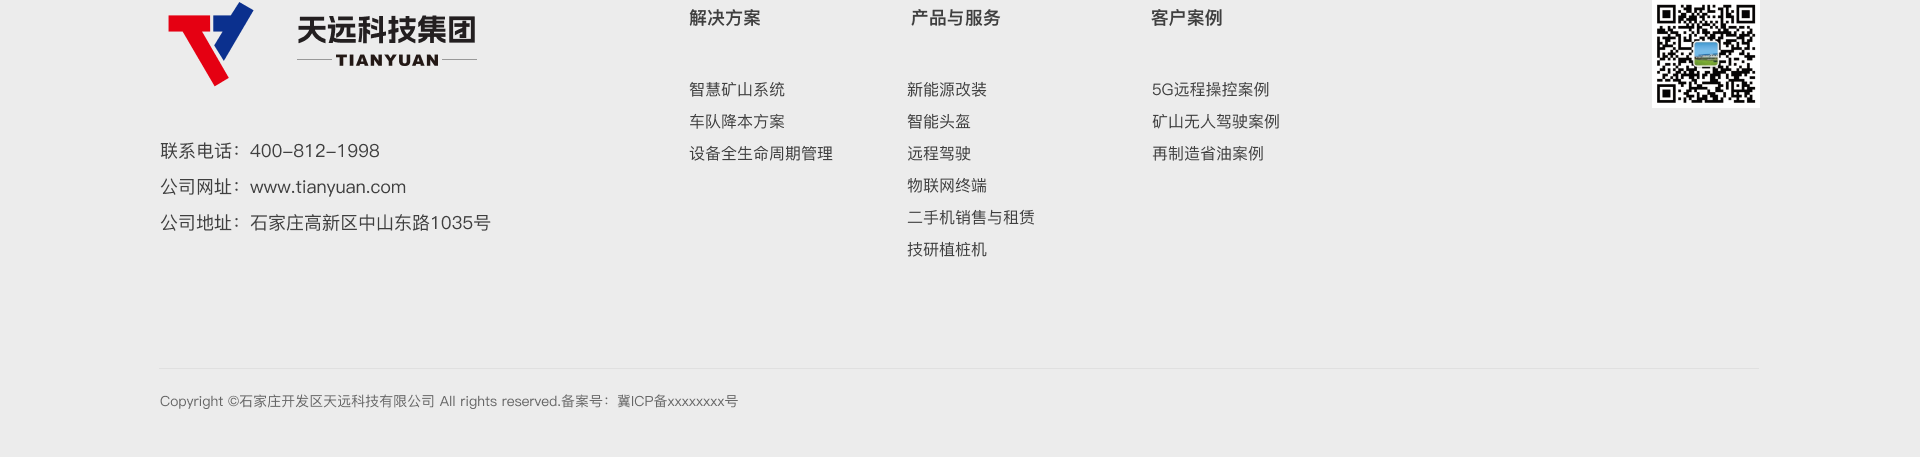 天远科技集团
TIANYUAN
联系电话：400-812-1998
公司网址：www.tianyuan.com
公司地址：石家庄高新区中山东路1035号
解决方案
智慧矿山系统
车队降本方案
设备全生命周期管理
产品与服务
新能源改装
智能头盔
远程驾驶
物联网终端
二手机销售与租赁
技研植桩机
客户案例
5G远程操控案例
矿山无人驾驶案例
再制造省油案例
Copyright ©石家庄开发区天远科技有限公司 All rights reserved.备案号：冀ICP备xxxxxxxx号